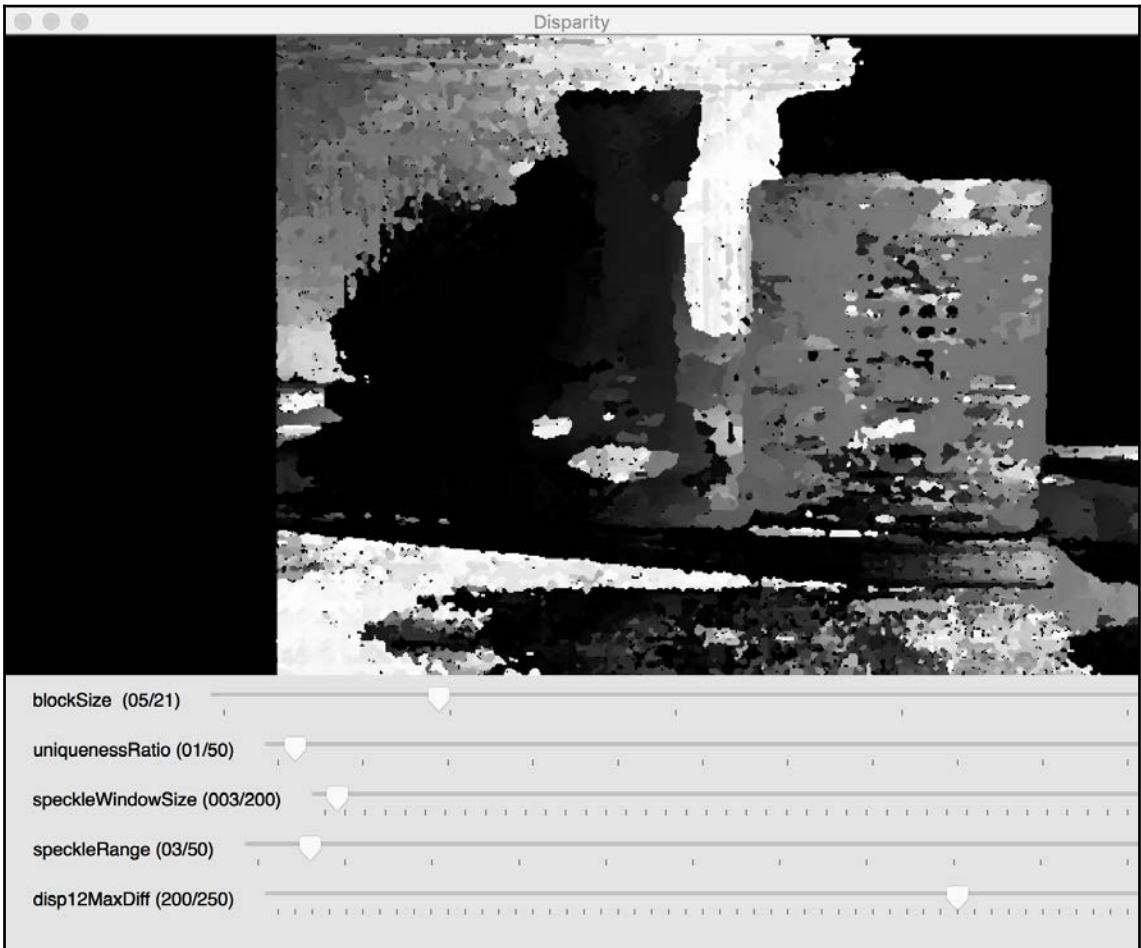 Disparity
blockSize (05/21)
uniquenessRatio (01/50)
speckleWindowSize (003/200)
speckleRange (03/50)
disp12MaxDiff (200/250)